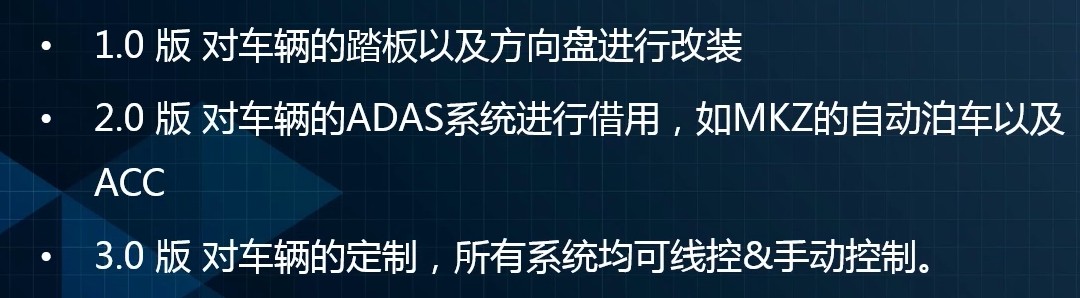 • 1.0 版 对车辆的踏板以及方向盘进行改装
• 2.0 版 对车辆的ADAS系统进行借用，如MKZ的自动泊车以及
ACC
• 3.0 版 对车辆的定制，所有系统均可线控&手动控制。